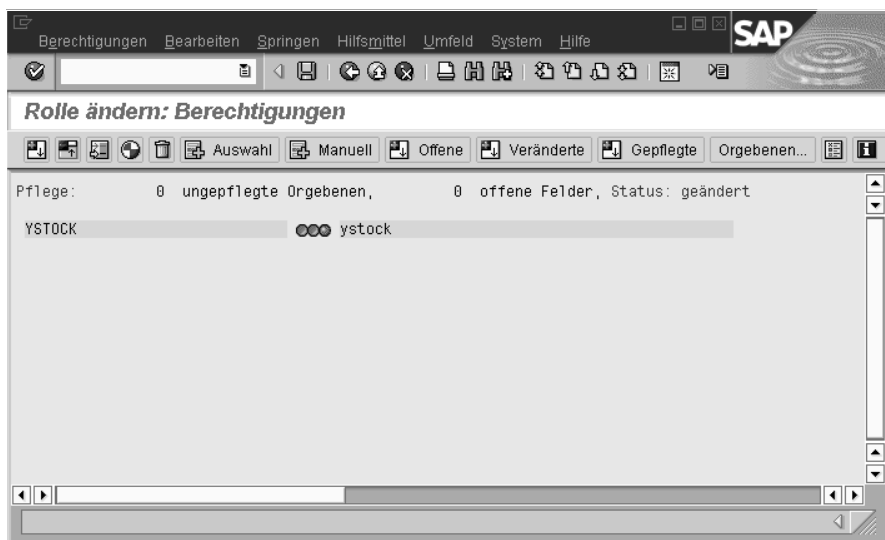 Berechtigungen Bearbeiten Springen Hilfsmittel Umfeld System Hilfe
SAP
Rolle ändern: Berechtigungen
Auswahl Manuell Offene Veränderte Gepflegte Orgebenen...
Pflege: 0 ungepflegte Orgebenen, 0 offene Felder, Status: geändert
YSTOCK ystock